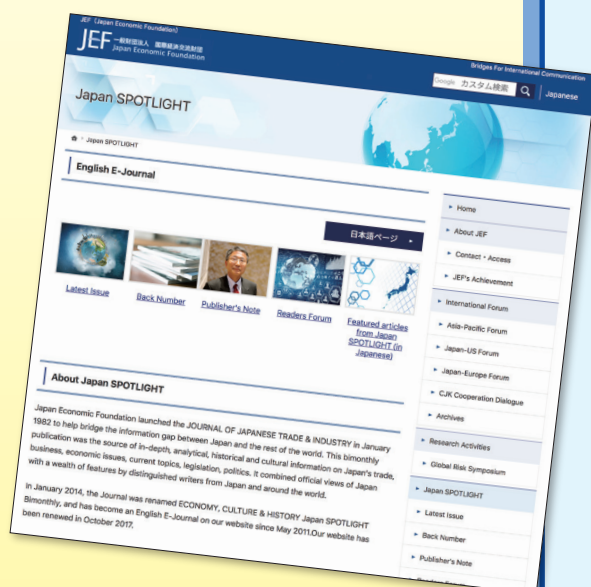 JEF (Japan Economic Foundation)
JEF 一般財団法人 国際経済交流財団
Japan Economic Foundation
Bridges For International Communication
Google カスタム検索
Japanese
Japan SPOTLIGHT
Japan SPOTLIGHT
English E-Journal
日本語ページ
Latest Issue
Back Number
Publisher's Note
Readers Forum
Featured articles
from Japan
SPOTLIGHT (in
Japanese)
About Japan SPOTLIGHT
Japan Economic Foundation launched the JOURNAL OF JAPANESE TRADE & INDUSTRY in January
1982 to help bridge the information gap between Japan and the rest of the world. This bimonthly
publication was the source of in-depth, analytical, historical and cultural information on Japan's trade,
business, economic issues, current topics, legislation, politics. It combined official views of Japan
with a wealth of features by distinguished writers from Japan and around the world.
In January 2014, the Journal was renamed ECONOMY, CULTURE & HISTORY Japan SPOTLIGHT
Bimonthly, and has become an English E-Journal on our website since May 2011.Our website has
been renewed in October 2017.
Home
About JEF
Contact・Access
JEF's Achievement
International Forum
Asia-Pacific Forum
Japan-US Forum
Japan-Europe Forum
CJK Cooperation Dialogue
Archives
Research Activities
Global Risk Symposium
Japan SPOTLIGHT
Latest Issue
Back Number
Publisher's Note